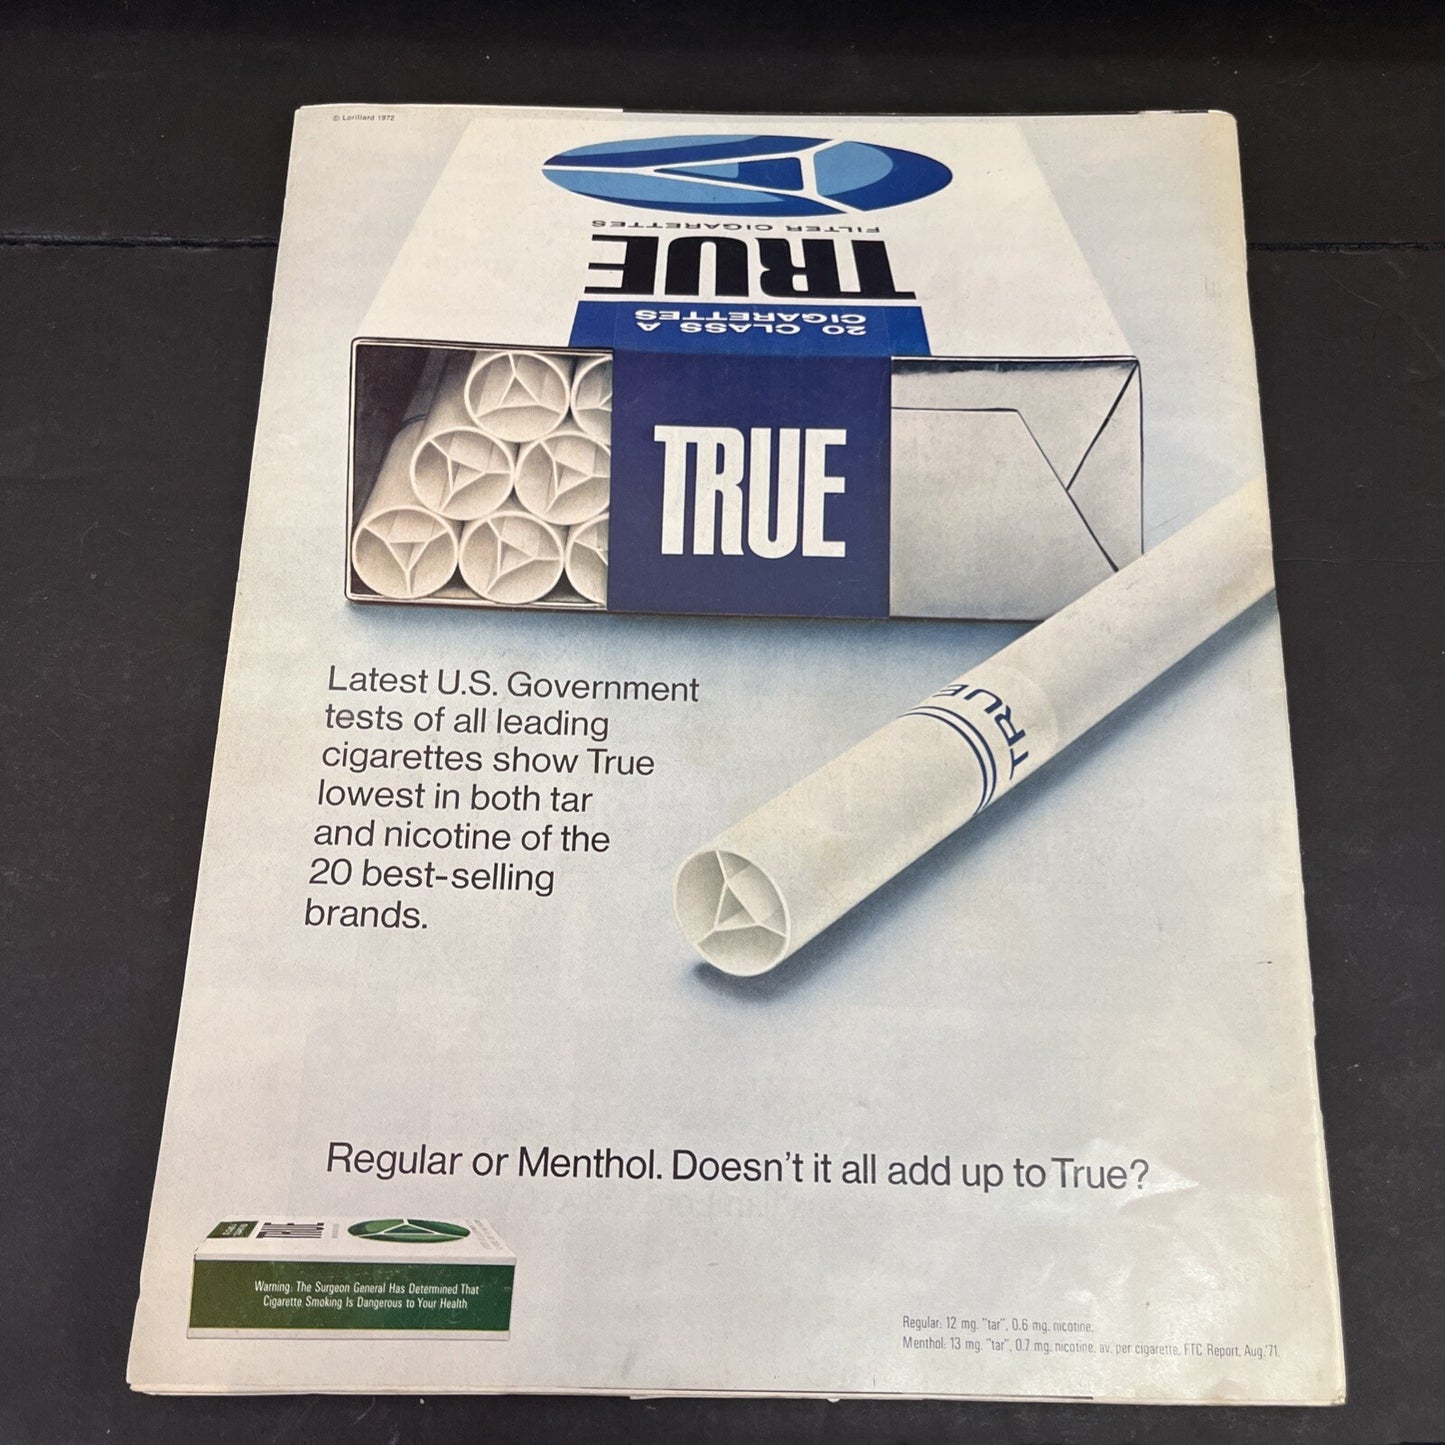 © Lorillard 1972
FILTER CIGARETTES
TRUE
20 CLASS A
CIGARETTES
TRUE
TRUE
Latest U.S. Government
tests of all leading
cigarettes show True
lowest in both tar
and nicotine of the
20 best-selling
brands.
Regular or Menthol. Doesn't it all add up to True?
TRUE
Warning: The Surgeon General Has Determined That
Cigarette Smoking Is Dangerous to Your Health
Regular: 12 mg. "tar", 0.6 mg. nicotine,
Menthol: 13 mg. "tar", 0.7 mg. nicotine, av. per cigarette, FTC Report, Aug.'71.